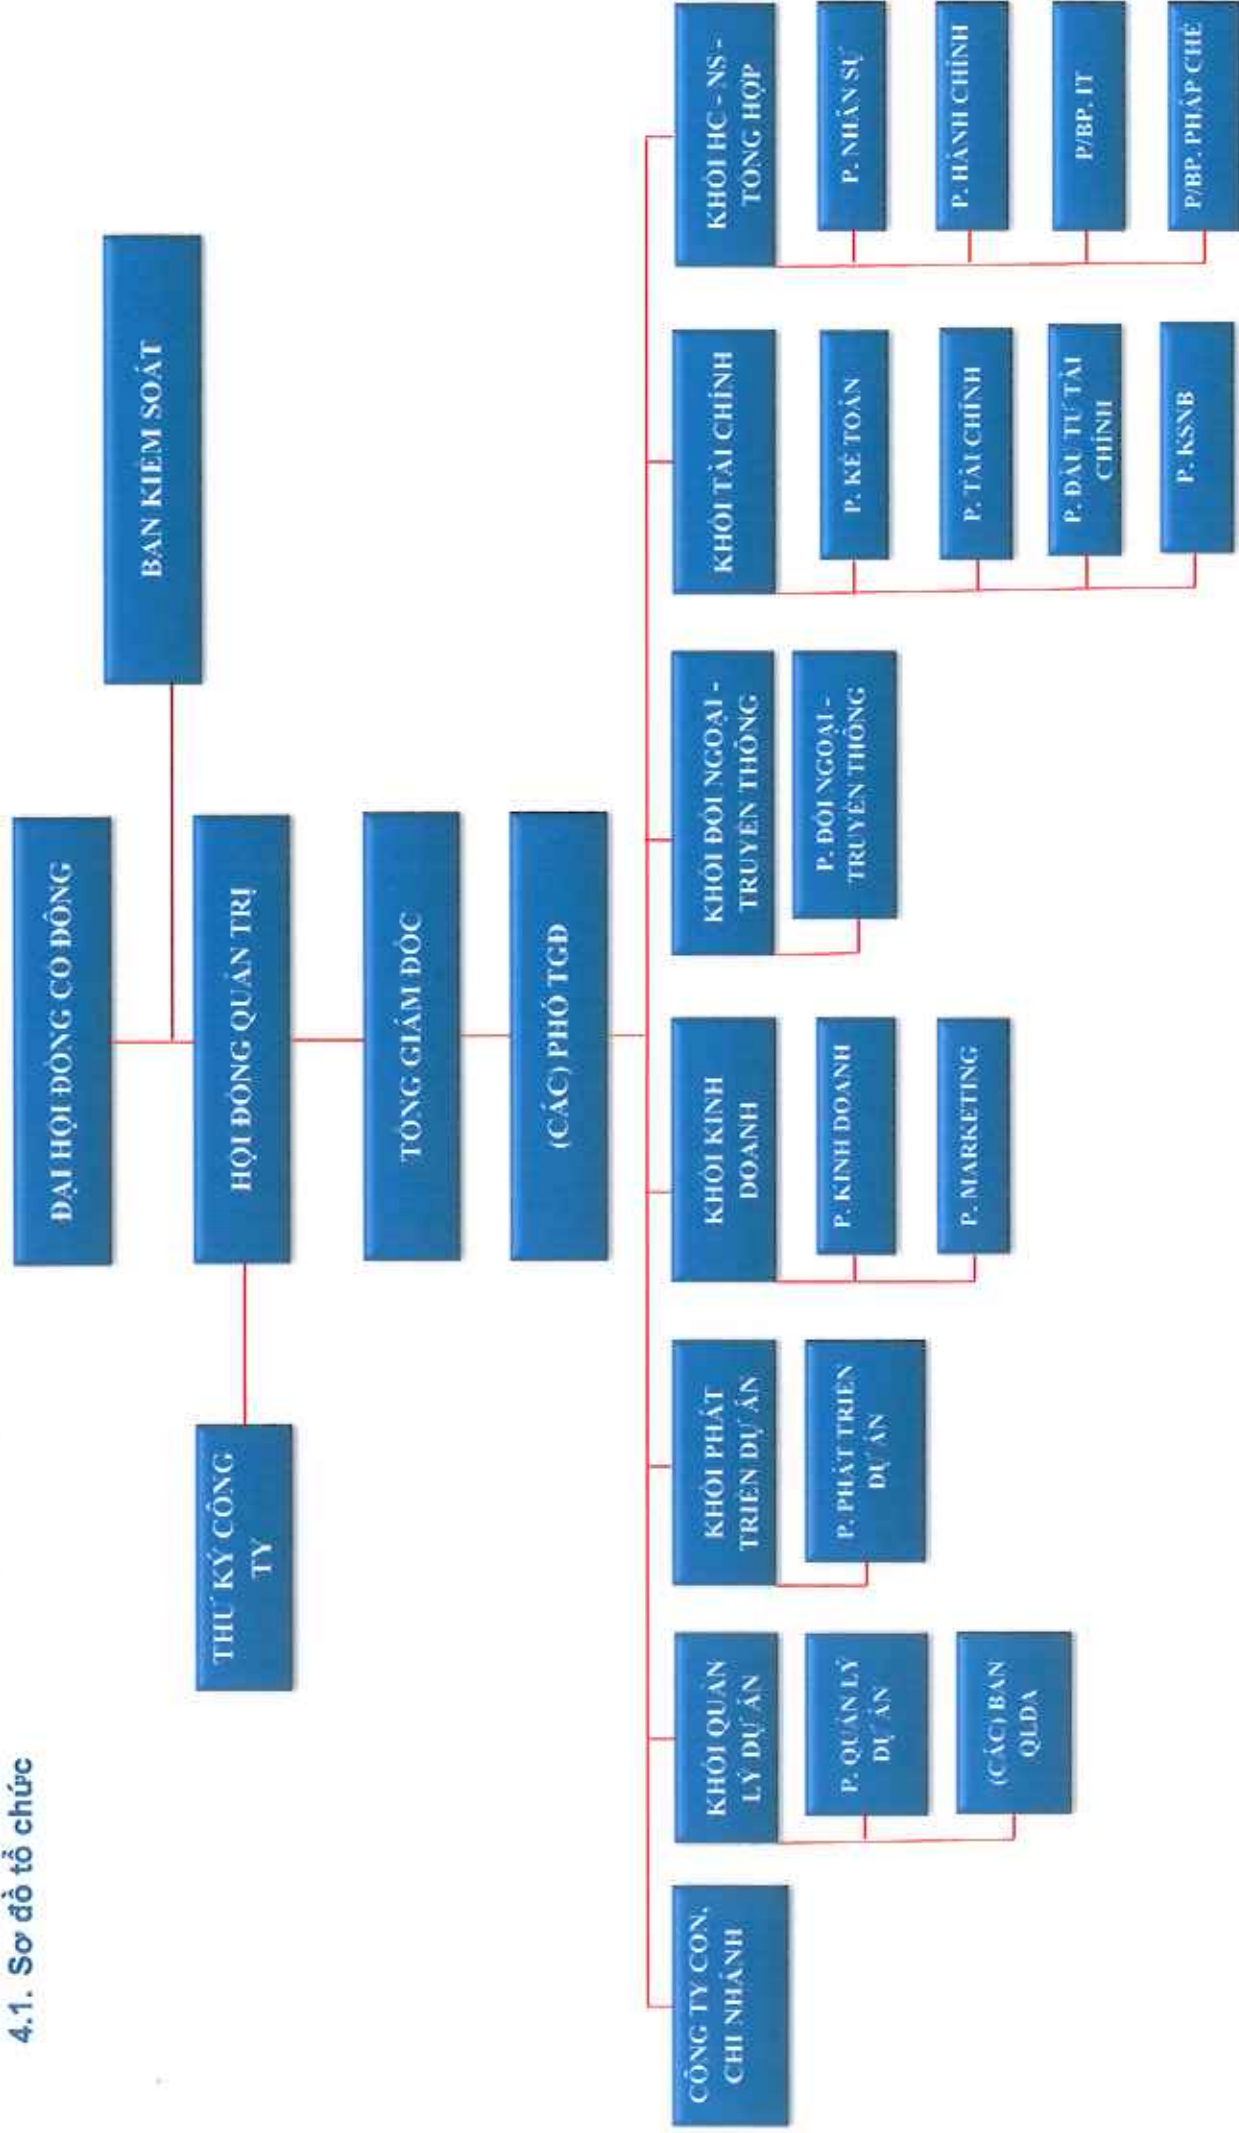 4.1. Sơ đồ tổ chức
ĐẠI HỘI ĐỒNG CỔ ĐÔNG
BAN KIỂM SOÁT
THƯ KÝ CÔNG
TY
HỘI ĐỒNG QUẢN TRỊ
TỔNG GIÁM ĐỐC
(CÁC) PHÓ TGĐ
CÔNG TY CON,
CHI NHÁNH
KHỐI QUẢN
LÝ DỰ ÁN
P. QUẢN LÝ
DỰ ÁN
(CÁC) BAN
QLDA
KHỐI PHÁT
TRIỂN DỰ ÁN
P. PHÁT TRIỂN
DỰ ÁN
KHỐI KINH
DOANH
P. KINH DOANH
P. MARKETING
KHỐI ĐỐI NGOẠI -
TRUYỀN THÔNG
P. ĐỐI NGOẠI -
TRUYỀN THÔNG
KHỐI TÀI CHÍNH
P. KẾ TOÁN
P. TÀI CHÍNH
P. ĐẦU TƯ TÀI
CHÍNH
P. KSNB
KHỐI HC - NS -
TỔNG HỢP
P. NHÂN SỰ
P. HÀNH CHÍNH
P/BP. IT
P/BP. PHÁP CHẾ